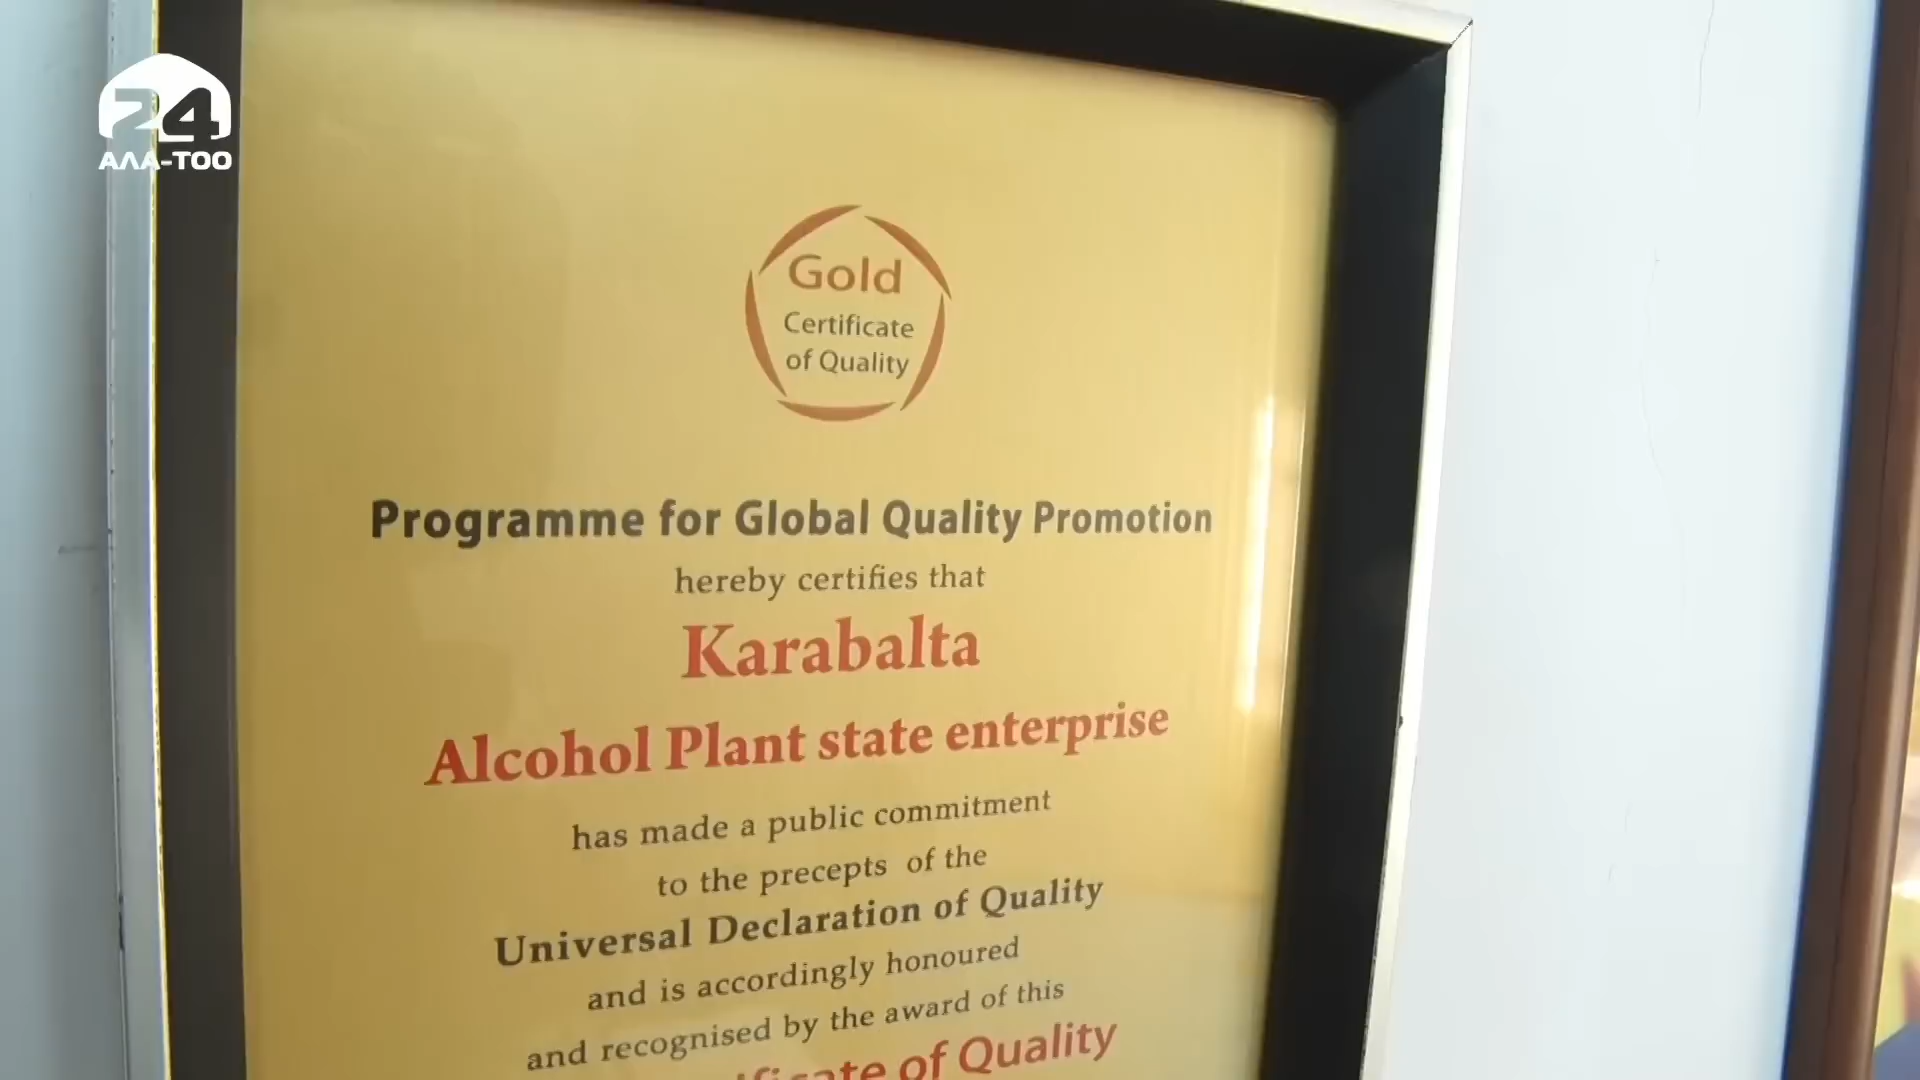 24
АЛА-ТОО
Gold
Certificate
of Quality
Programme for Global Quality Promotion
hereby certifies that
Karabalta
Alcohol Plant state enterprise
has made a public commitment
to the precepts of the
Universal Declaration of Quality
and is accordingly honoured
and recognised by the award of this
of Quality